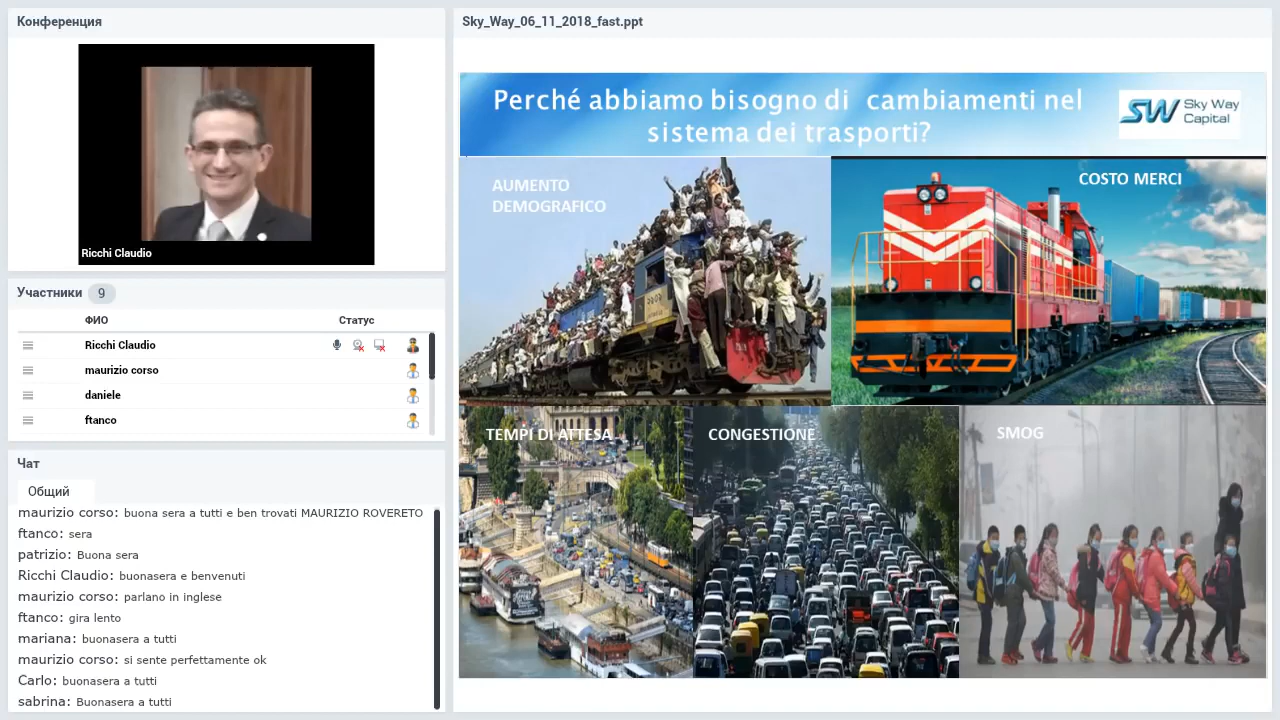 Конференция
Ricchi Claudio
Участники 9
ФИО Статус
Ricchi Claudio
maurizio corso
daniele
ftanco
Чат
Общий
maurizio corso: buona sera a tutti e ben trovati MAURIZIO ROVERETO
ftanco: sera
patrizio: Buona sera
Ricchi Claudio: buonasera e benvenuti
maurizio corso: parlano in inglese
ftanco: gira lento
mariana: buonasera a tutti
maurizio corso: si sente perfettamente ok
Carlo: buonasera a tutti
sabrina: Buonasera a tutti
Sky_Way_06_11_2018_fast.ppt
Perché abbiamo bisogno di cambiamenti nel
sistema dei trasporti?
SW Sky Way
Capital
AUMENTO
DEMOGRAFICO
COSTO MERCI
TEMPI DI ATTESA
CONGESTIONE
SMOG